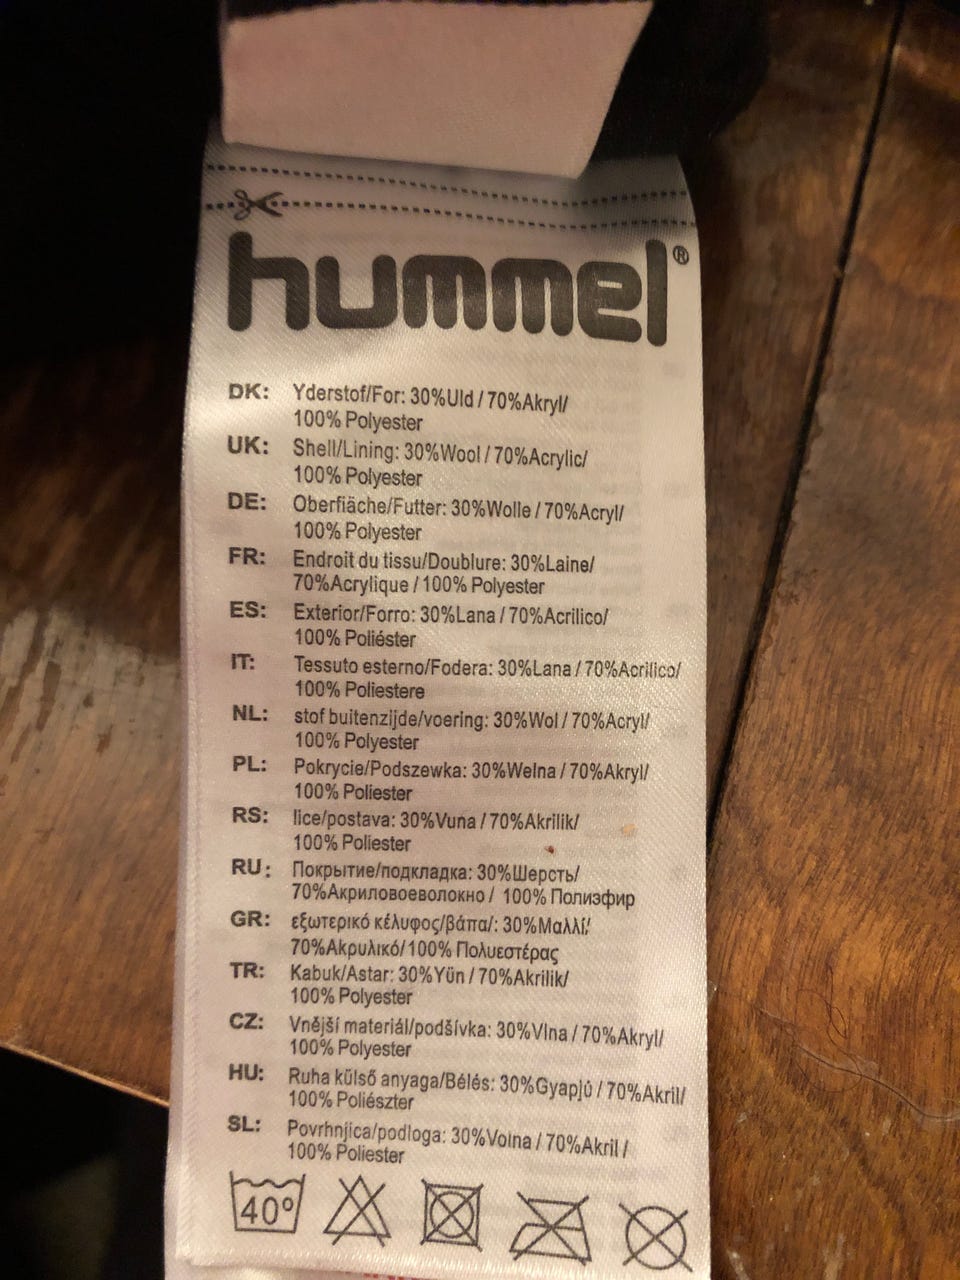 hummel®
DK: Yderstof/For: 30%Uld / 70%Akryl/
100% Polyester
UK: Shell/Lining: 30%Wool / 70%Acrylic/
100% Polyester
DE: Oberfiäche/Futter: 30%Wolle / 70%Acryl/
100% Polyester
FR: Endroit du tissu/Doublure: 30%Laine/
70%Acrylique / 100% Polyester
ES: Exterior/Forro: 30%Lana / 70%Acrilico/
100% Poliéster
IT: Tessuto esterno/Fodera: 30%Lana / 70%Acrilico/
100% Poliestere
NL: stof buitenzijde/voering: 30%Wol / 70%Acryl/
100% Polyester
PL: Pokrycie/Podszewka: 30%Welna / 70%Akryl/
100% Poliester
RS: lice/postava: 30%Vuna / 70%Akrilik/
100% Poliester
RU: Покрытие/подкладка: 30%Шерсть/
70%Акриловоеволокно / 100% Полиэфир
GR: εξωτερικό κέλυφος/βάπα/: 30%Μαλλί/
70%Ακρυλικό/100% Πολυεστέρας
TR: Kabuk/Astar: 30%Yün / 70%Akrilik/
100% Polyester
CZ: Vnější materiál/podšívka: 30%Vlna / 70%Akryl/
100% Polyester
HU: Ruha külső anyaga/Bélés: 30%Gyapjú / 70%Akril/
100% Poliészter
SL: Povrhnjica/podloga: 30%Volna / 70%Akril /
100% Poliester
40°